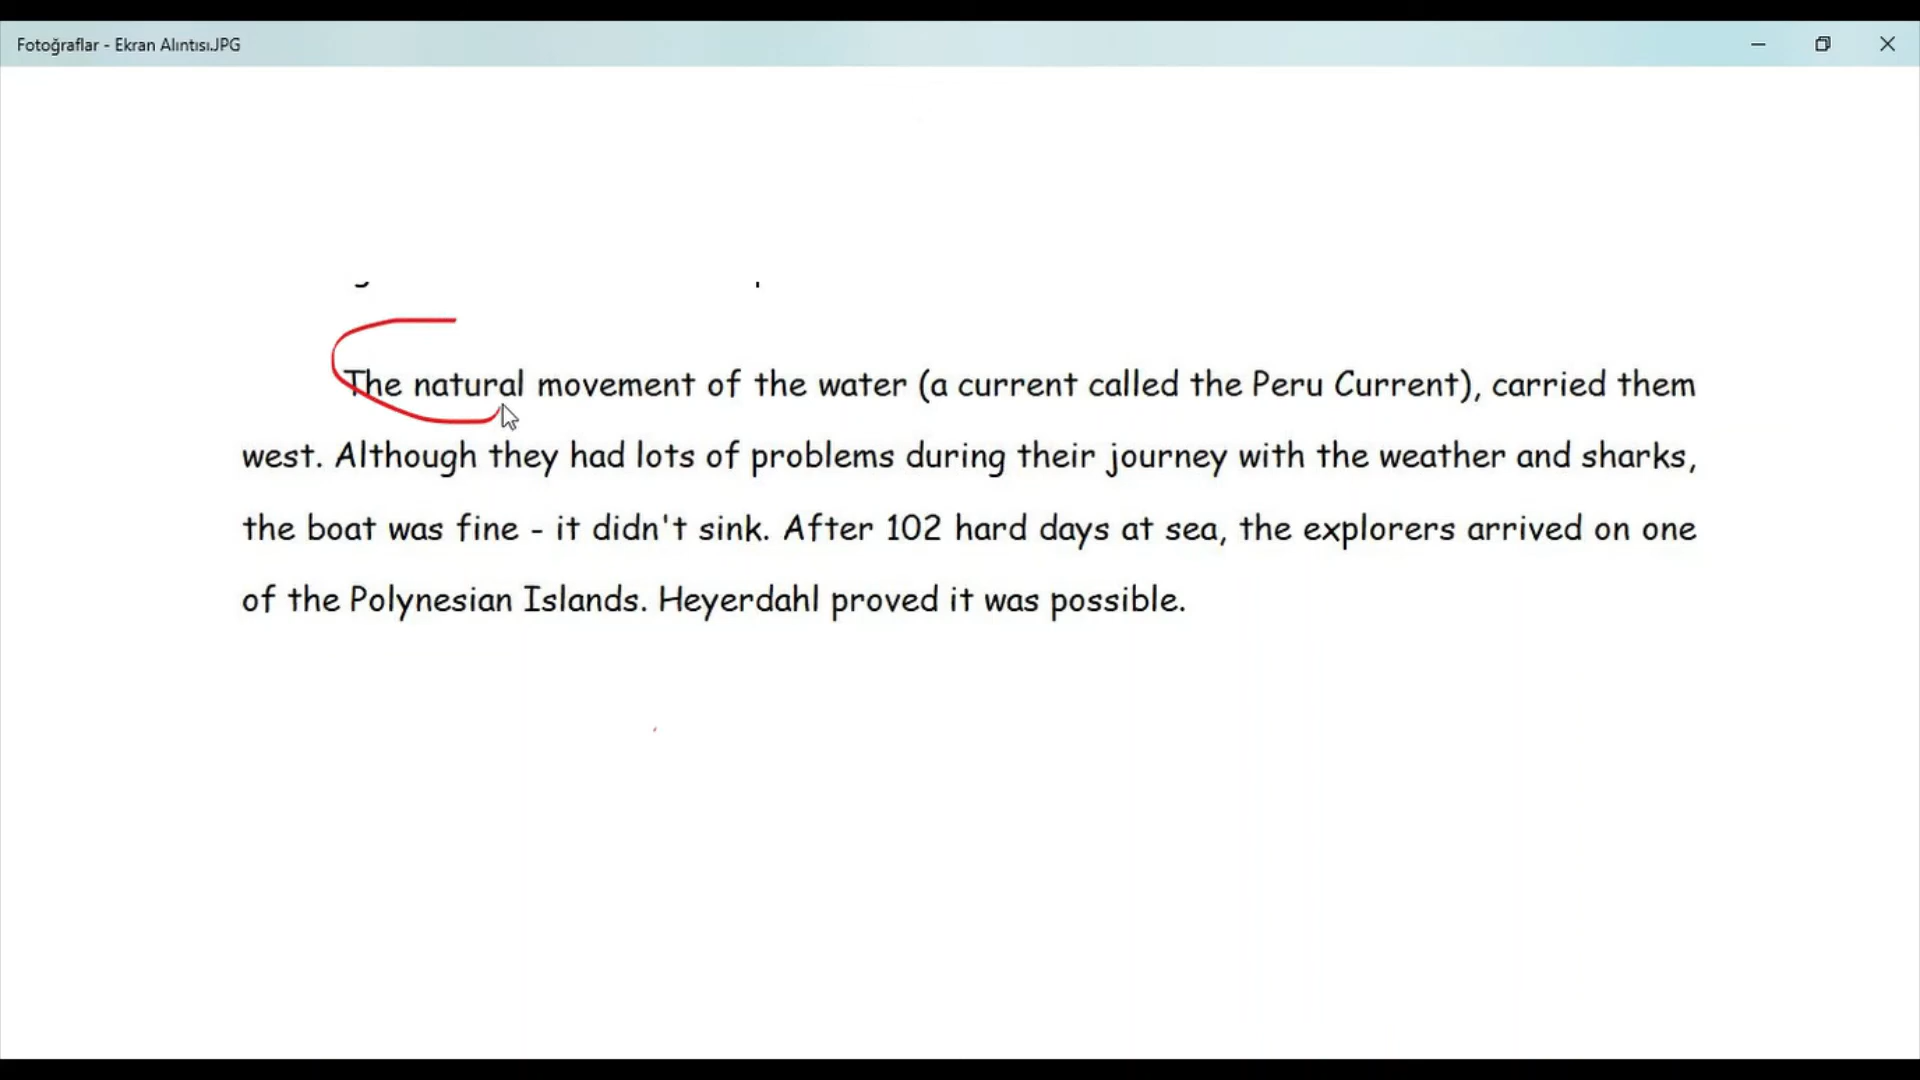 Fotoğraflar - Ekran Alıntısı.JPG
The natural movement of the water (a current called the Peru Current), carried them
west. Although they had lots of problems during their journey with the weather and sharks,
the boat was fine - it didn't sink. After 102 hard days at sea, the explorers arrived on one
of the Polynesian Islands. Heyerdahl proved it was possible.